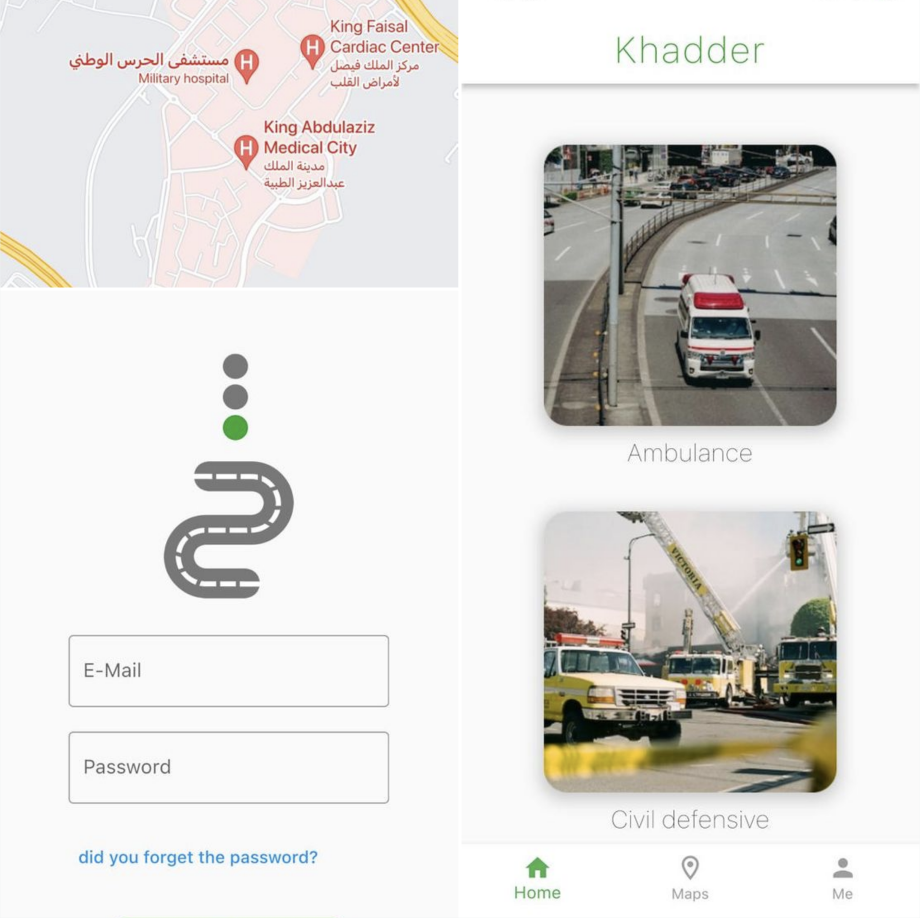 King Faisal
Cardiac Center
مركز الملك فيصل
لأمراض القلب
مستشفى الحرس الوطني
Military hospital
King Abdulaziz
Medical City
مدينة الملك
عبدالعزيز الطبية
E-Mail
Password
did you forget the password?
Khadder
Ambulance
VICTORIA
Civil defensive
Home
Maps
Me